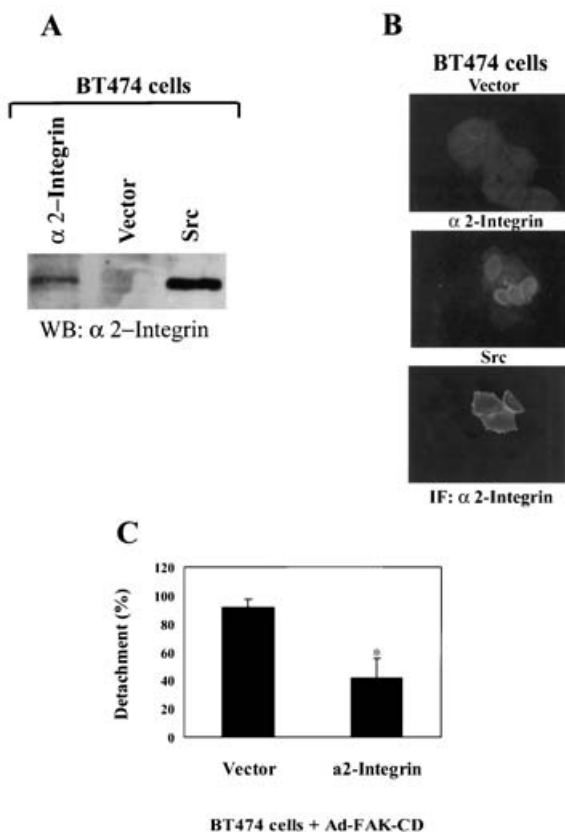 A
BT474 cells
α 2–Integrin
Vector
Src
WB: α 2–Integrin
B
BT474 cells
Vector
α 2-Integrin
Src
IF: α 2-Integrin
C
Detachment (%)
120
100
80
60
40
20
0
*
Vector
a2-Integrin
BT474 cells + Ad-FAK-CD